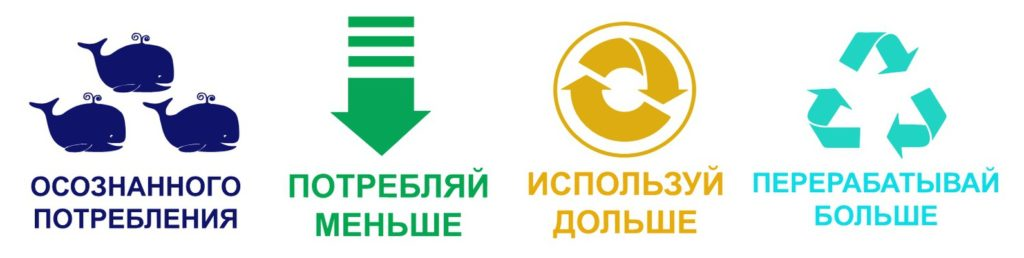 ОСОЗНАННОГО
ПОТРЕБЛЕНИЯ
ПОТРЕБЛЯЙ
МЕНЬШЕ
ИСПОЛЬЗУЙ
ДОЛЬШЕ
ПЕРЕРАБАТЫВАЙ
БОЛЬШЕ